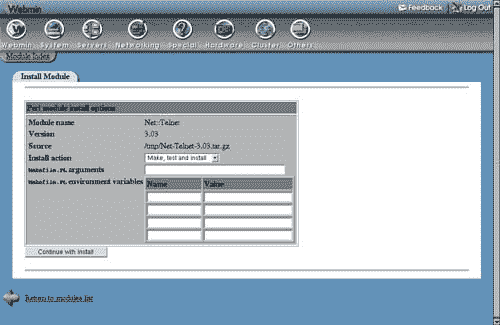 Webmin
Feedback Log Out
Webmin System Servers Networking Special Hardware Cluster Others
Module Index
Install Module
Perl module install options
Module name Net::Telnet
Version 3.03
Source /tmp/Net-Telnet-3.03.tar.gz
Install action Make, test and install
Makefile.PL arguments
Makefile.PL environment variables Name Value
Continue with install
Return to modules list